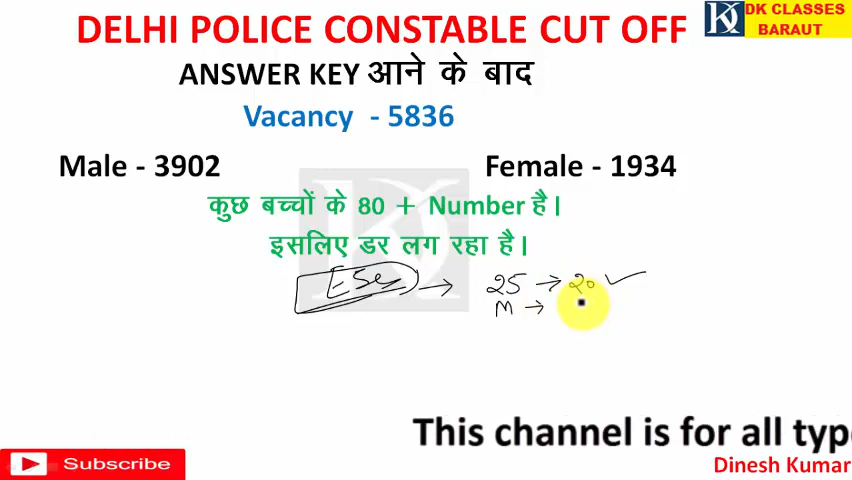 DELHI POLICE CONSTABLE CUT OFF
DK CLASSES
BARAUT
ANSWER KEY आने के बाद
Vacancy - 5836
Male - 3902
Female - 1934
कुछ बच्चों के 80 + Number है।
इसलिए डर लग रहा है।
25 → 20 ✓
M →
This channel is for all typ
Subscribe
Dinesh Kumar